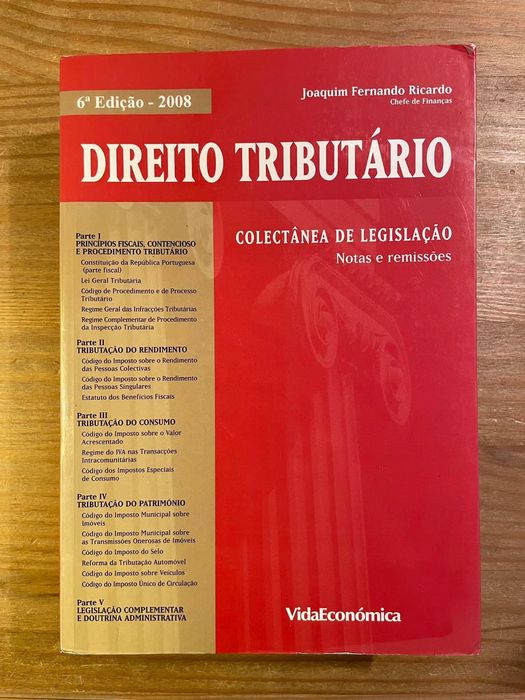 6ª Edição - 2008
Joaquim Fernando Ricardo
Chefe de Finanças
DIREITO TRIBUTÁRIO
COLECTÂNEA DE LEGISLAÇÃO
Notas e remissões
Parte I
PRINCÍPIOS FISCAIS, CONTENCIOSO
E PROCEDIMENTO TRIBUTÁRIO
Constituição da República Portuguesa
(parte fiscal)
Lei Geral Tributária
Código de Procedimento e de Processo
Tributário
Regime Geral das Infracções Tributárias
Regime Complementar de Procedimento
da Inspecção Tributária
Parte II
TRIBUTAÇÃO DO RENDIMENTO
Código do Imposto sobre o Rendimento
das Pessoas Colectivas
Código do Imposto sobre o Rendimento
das Pessoas Singulares
Estatuto dos Benefícios Fiscais
Parte III
TRIBUTAÇÃO DO CONSUMO
Código do Imposto sobre o Valor
Acrescentado
Regime do IVA nas Transacções
Intracomunitárias
Código dos Impostos Especiais
de Consumo
Parte IV
TRIBUTAÇÃO DO PATRIMÓNIO
Código do Imposto Municipal sobre
Imóveis
Código do Imposto Municipal sobre
as Transmissões Onerosas de Imóveis
Código do Imposto do Selo
Reforma da Tributação Automóvel
Código do Imposto sobre Veículos
Código do Imposto Único de Circulação
Parte V
LEGISLAÇÃO COMPLEMENTAR
E DOUTRINA ADMINISTRATIVA
VidaEconómica